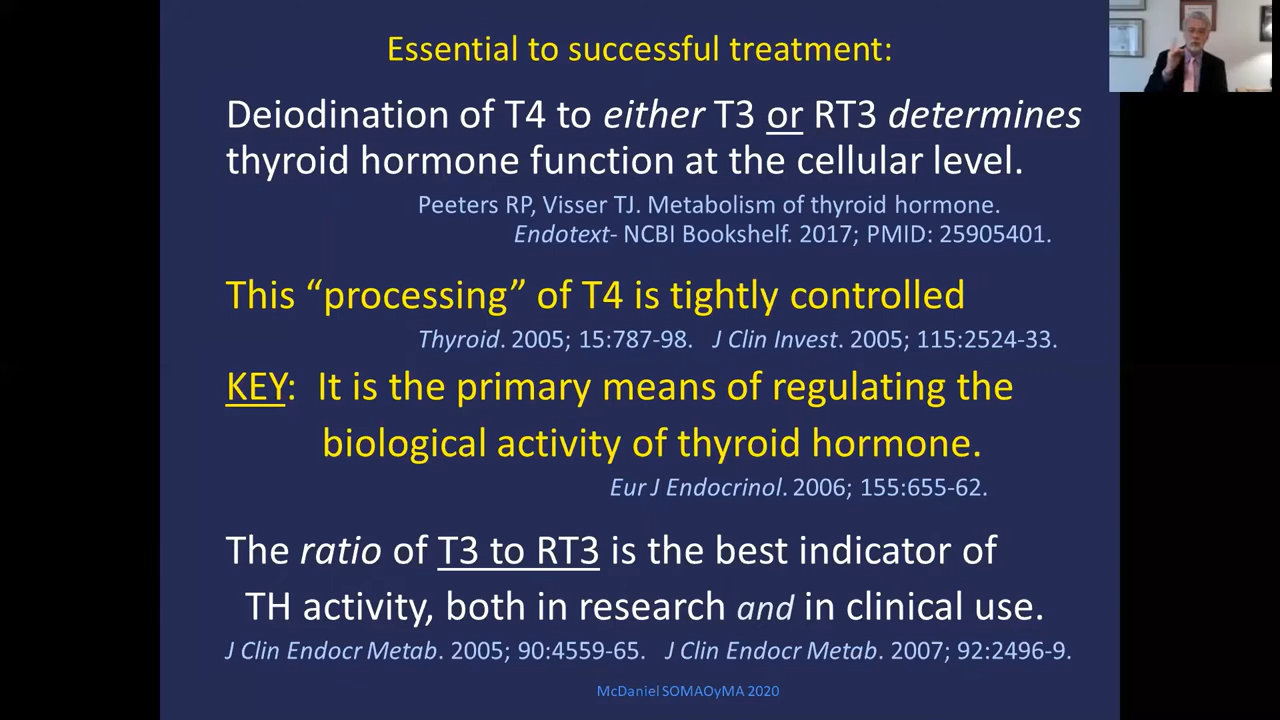 Essential to successful treatment:
Deiodination of T4 to either T3 or RT3 determines
thyroid hormone function at the cellular level.
Peeters RP, Visser TJ. Metabolism of thyroid hormone.
Endotext- NCBI Bookshelf. 2017; PMID: 25905401.
This “processing” of T4 is tightly controlled
Thyroid. 2005; 15:787-98. J Clin Invest. 2005; 115:2524-33.
KEY: It is the primary means of regulating the
biological activity of thyroid hormone.
Eur J Endocrinol. 2006; 155:655-62.
The ratio of T3 to RT3 is the best indicator of
TH activity, both in research and in clinical use.
J Clin Endocr Metab. 2005; 90:4559-65. J Clin Endocr Metab. 2007; 92:2496-9.
McDaniel SOMAOyMA 2020